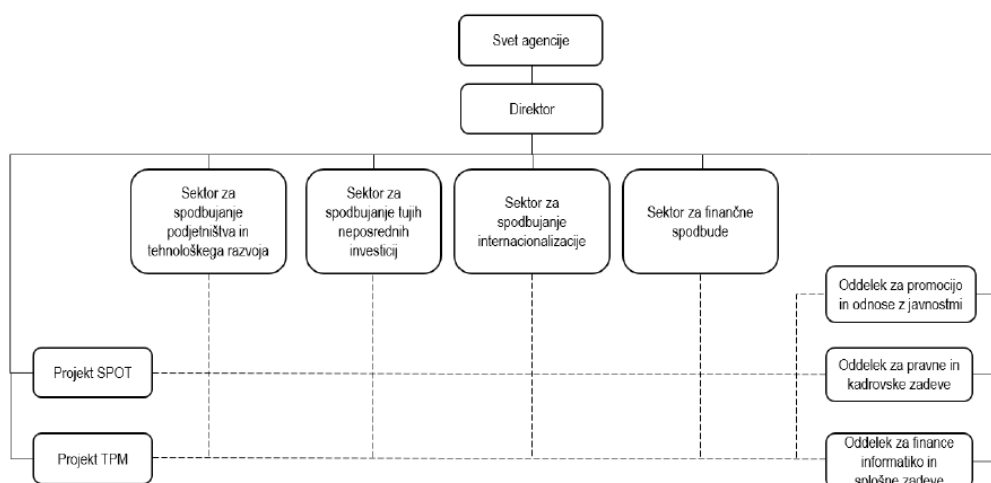 Svet agencije
Direktor
Sektor za
spodbujanje
podjetništva in
tehnološkega razvoja
Sektor za
spodbujanje tujih
neposrednih
investicij
Sektor za
spodbujanje
internacionalizacije
Sektor za finančne
spodbude
Oddelek za promocijo
in odnose z javnostmi
Projekt SPOT
Oddelek za pravne in
kadrovske zadeve
Projekt TPM
Oddelek za finance
informatiko in
splošne zadeve